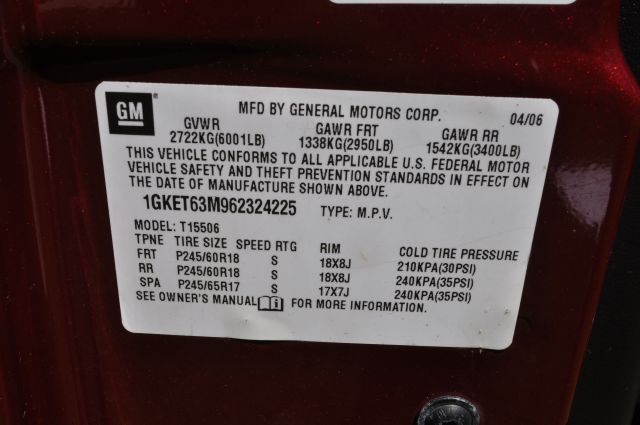 GM
MFD BY GENERAL MOTORS CORP. 04/06
GVWR GAWR FRT GAWR RR
2722KG(6001LB) 1338KG(2950LB) 1542KG(3400LB)
THIS VEHICLE CONFORMS TO ALL APPLICABLE U.S. FEDERAL MOTOR
VEHICLE SAFETY AND THEFT PREVENTION STANDARDS IN EFFECT ON
THE DATE OF MANUFACTURE SHOWN ABOVE.
1GKET63M962324225 TYPE: M.P.V.
MODEL: T15506
TPNE TIRE SIZE SPEED RTG RIM COLD TIRE PRESSURE
FRT P245/60R18 S 18X8J 210KPA(30PSI)
RR P245/60R18 S 18X8J 240KPA(35PSI)
SPA P245/65R17 S 17X7J 240KPA(35PSI)
SEE OWNER'S MANUAL FOR MORE INFORMATION.